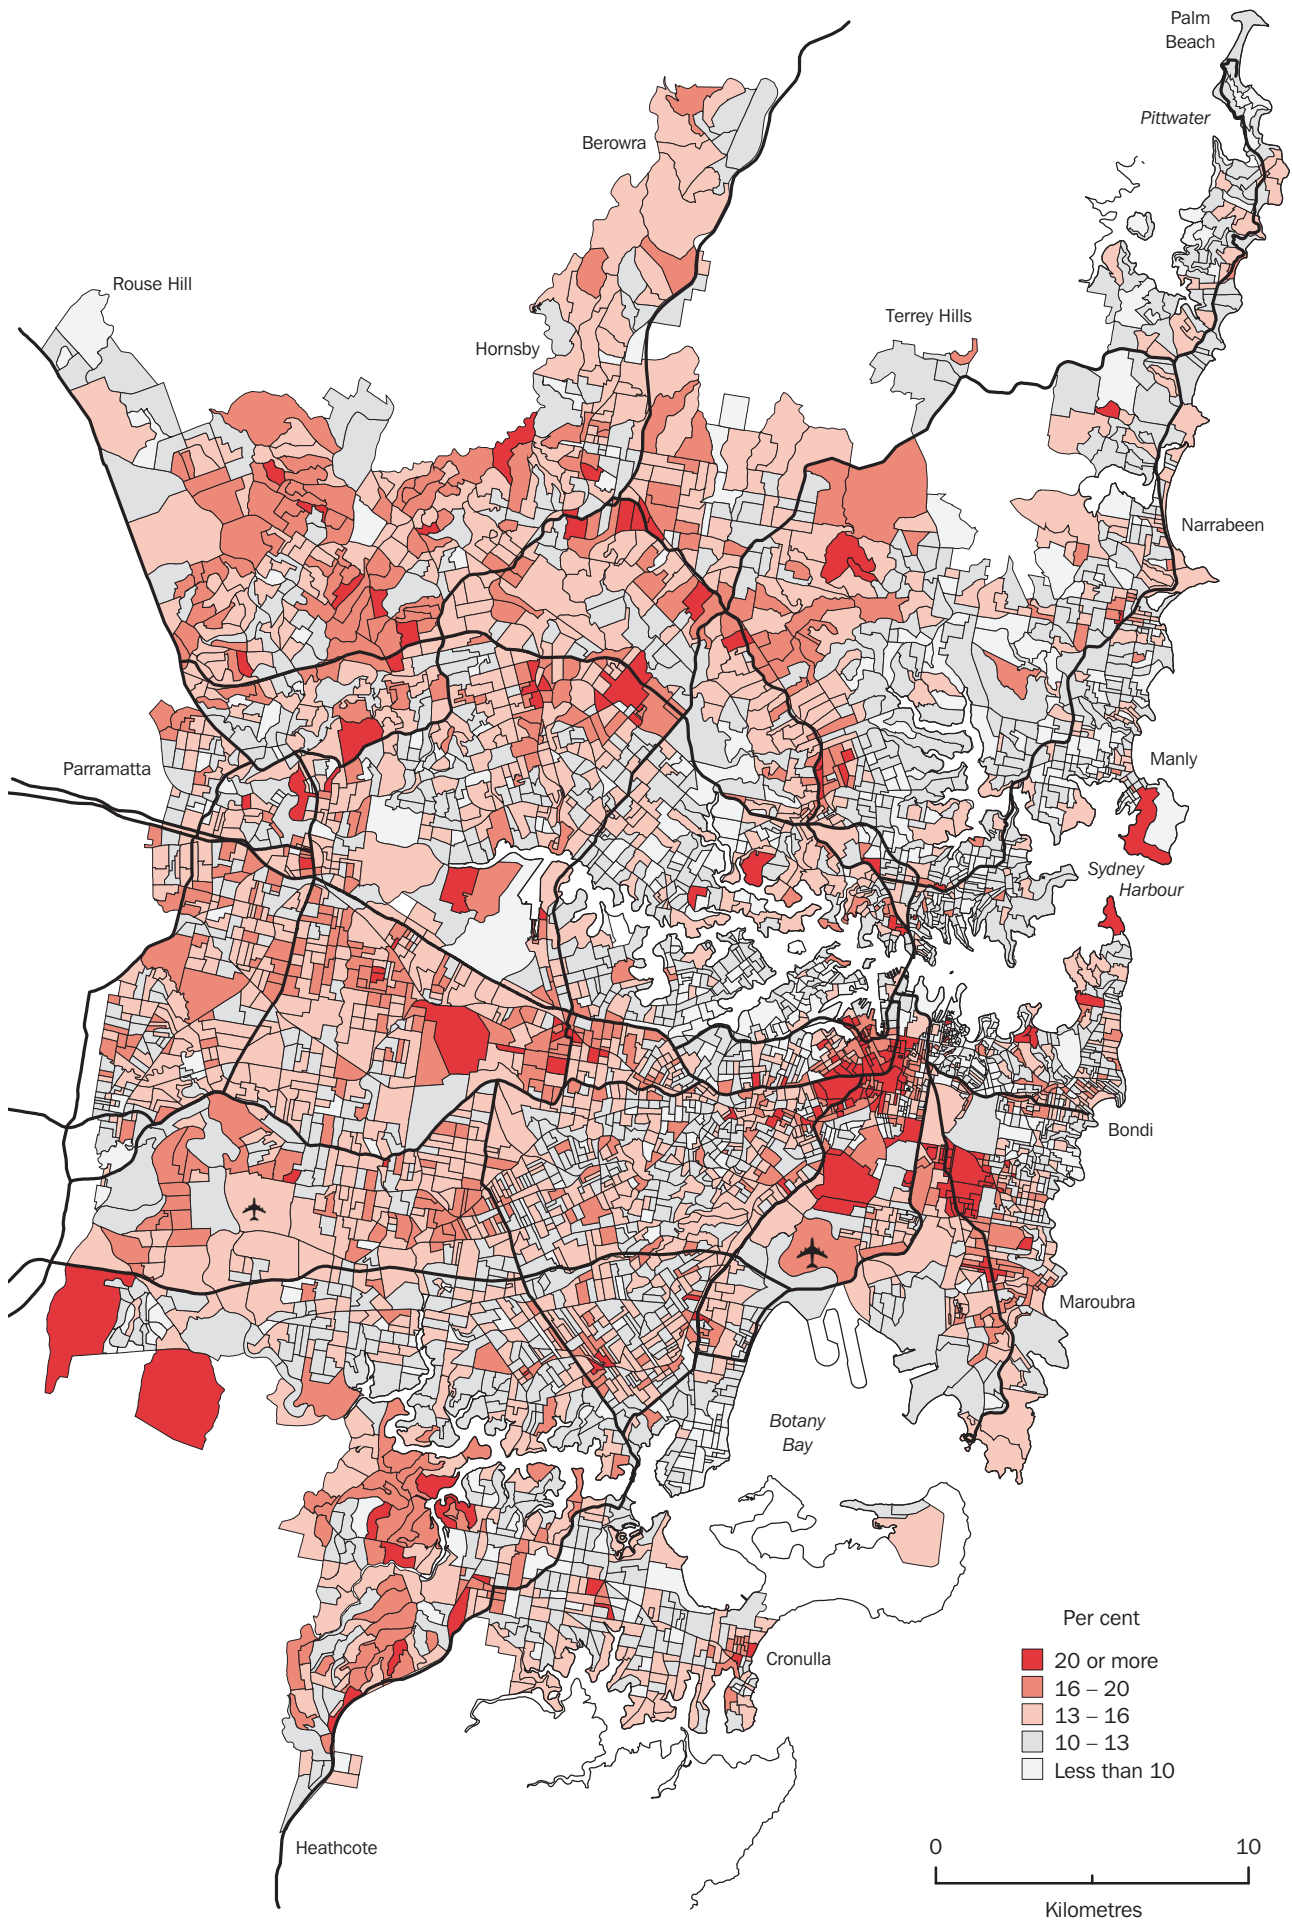 Palm
Beach
Pittwater
Berowra
Rouse Hill
Terrey Hills
Hornsby
Narrabeen
Manly
Parramatta
Sydney
Harbour
Bondi
Maroubra
Botany
Bay
Per cent
20 or more
16 – 20
13 – 16
10 – 13
Less than 10
Cronulla
Heathcote
0 10
Kilometres